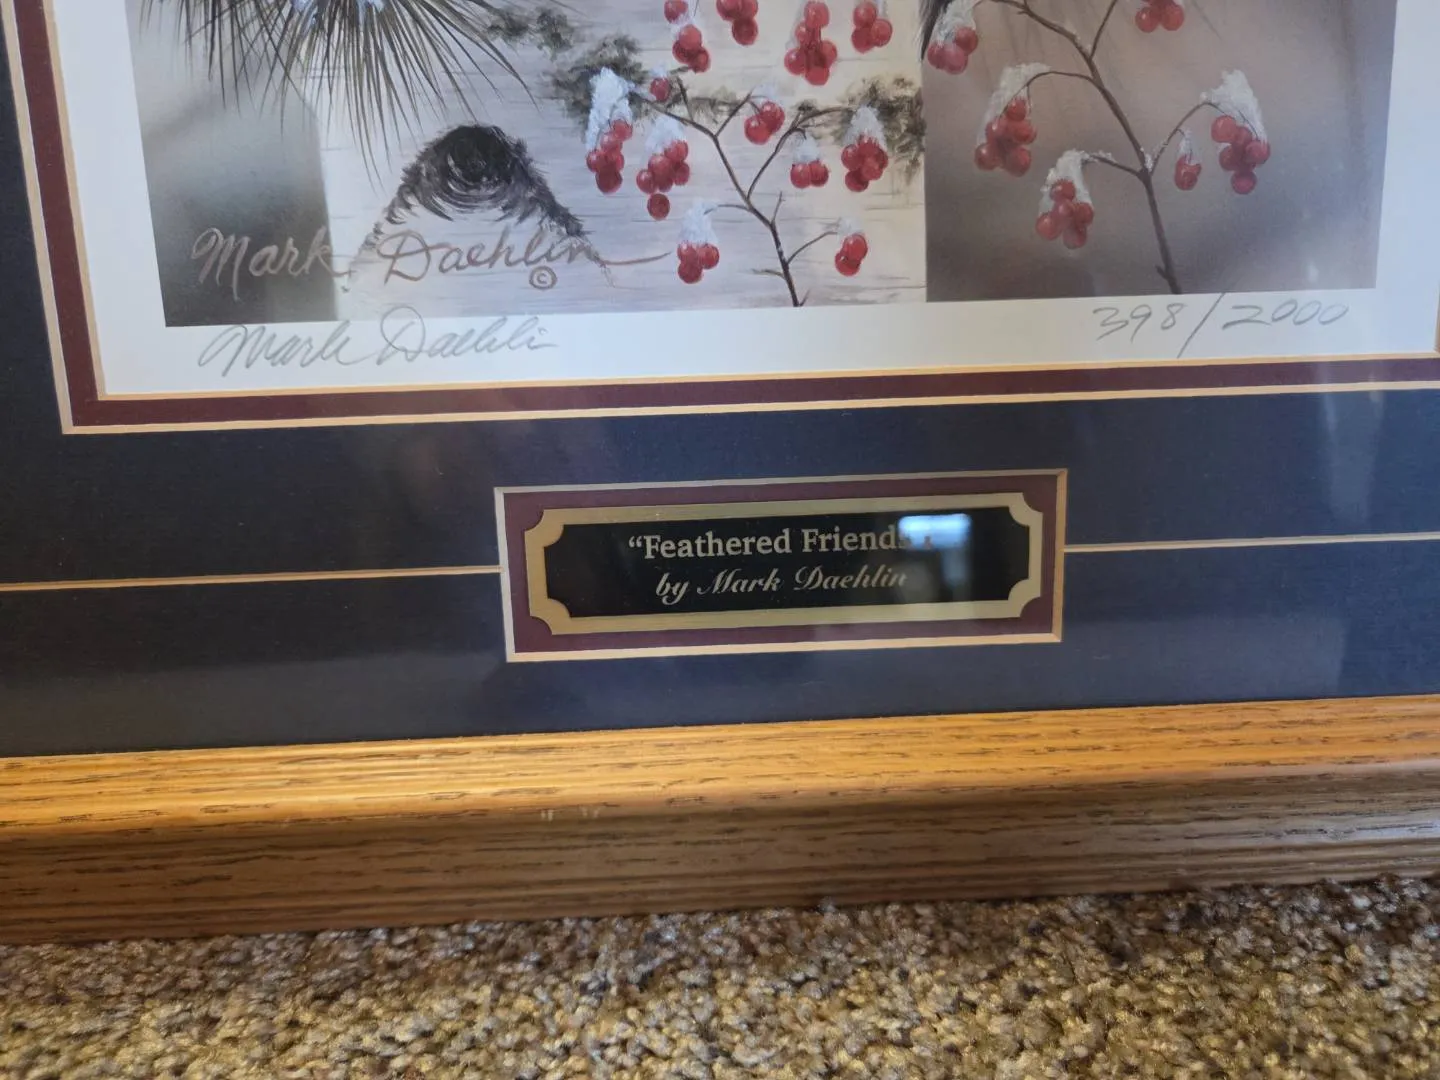 Mark Daehlin ©
Mark Daehlin
398/2000
"Feathered Friends"
by Mark Daehlin